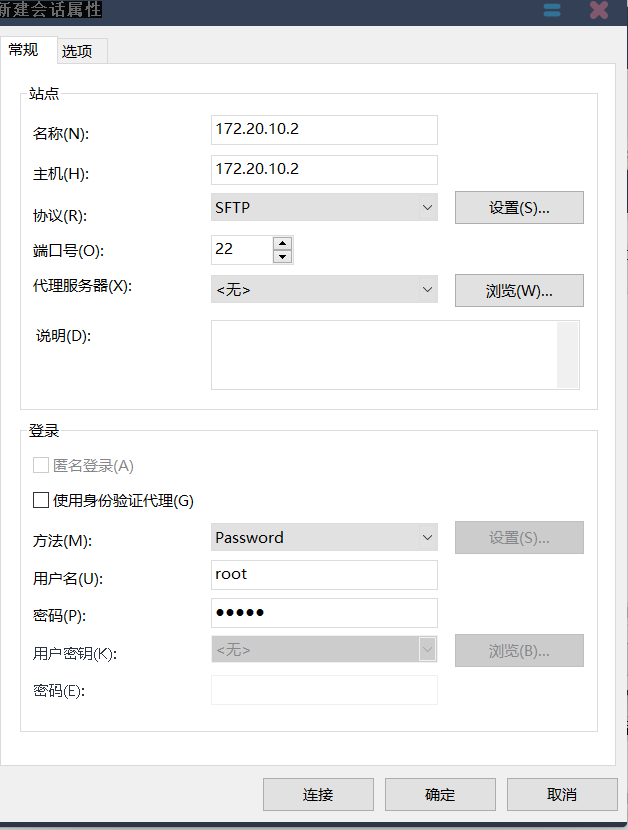 新建会话属性
常规 选项
站点
名称(N): 172.20.10.2
主机(H): 172.20.10.2
协议(R): SFTP 设置(S)...
端口号(O): 22
代理服务器(X): <无> 浏览(W)...
说明(D):
登录
匿名登录(A)
使用身份验证代理(G)
方法(M): Password 设置(S)...
用户名(U): root
密码(P): ●●●●●
用户密钥(K): <无> 浏览(B)...
密码(E):
连接 确定 取消